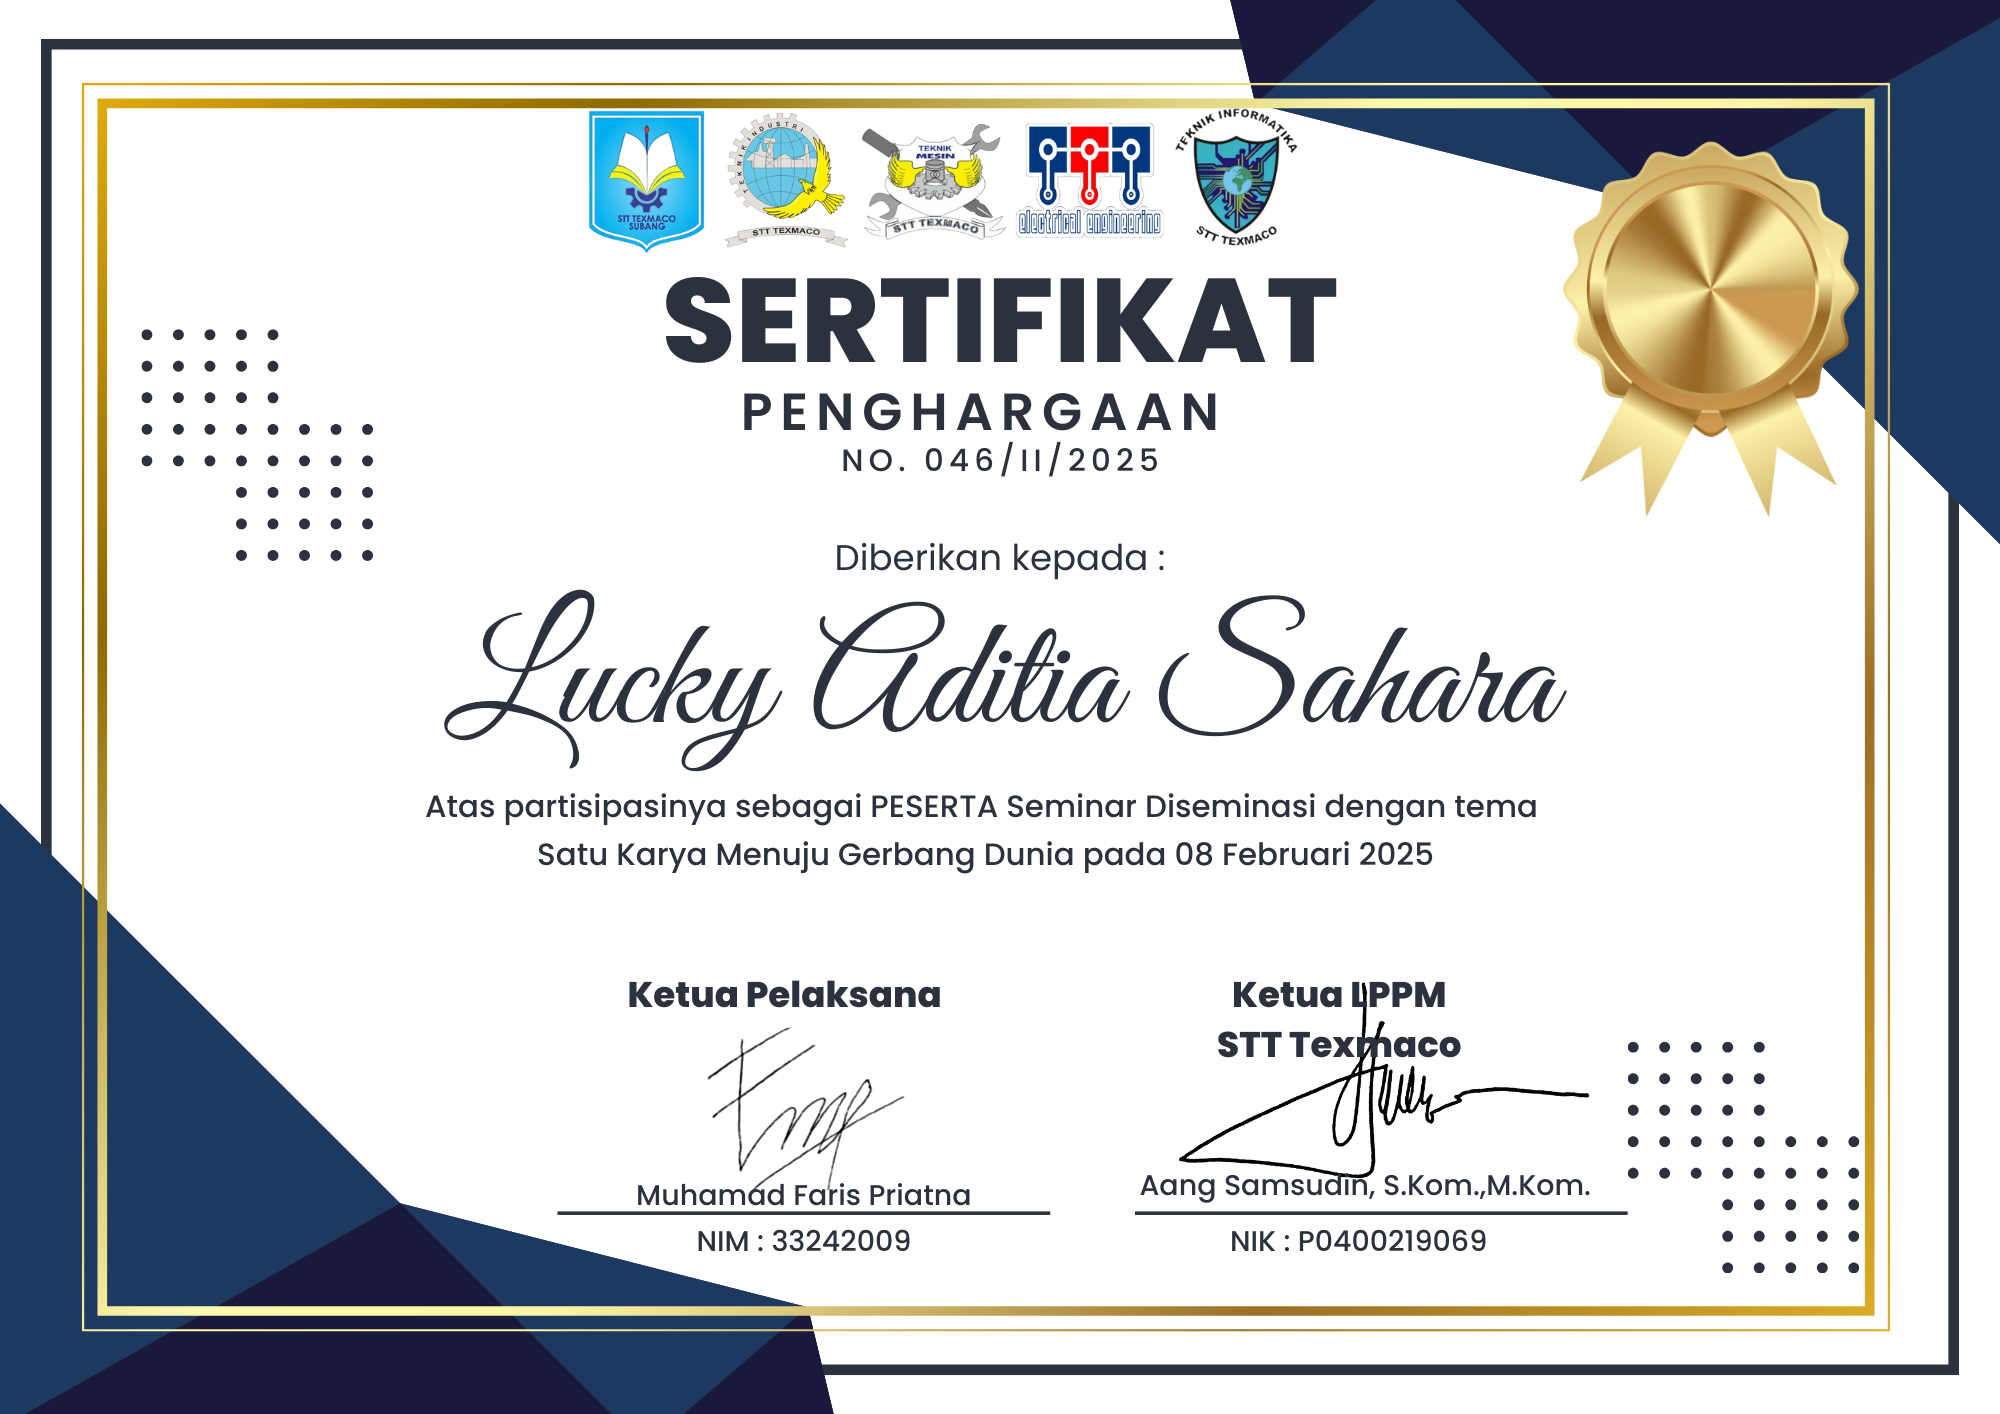 STT TEXMACO
SUBANG
TEKNIK INDUSTRI
STT TEXMACO
TEKNIK
MESIN
STT TEXMACO
electrical engineering
TEKNIK INFORMATIKA
STT TEXMACO
SERTIFIKAT
PENGHARGAAN
NO. 046/II/2025
Diberikan kepada :
Lucky Aditia Sahara
Atas partisipasinya sebagai PESERTA Seminar Diseminasi dengan tema
Satu Karya Menuju Gerbang Dunia pada 08 Februari 2025
Ketua Pelaksana
Muhamad Faris Priatna
NIM : 33242009
Ketua LPPM
STT Texmaco
Aang Samsudin, S.Kom.,M.Kom.
NIK : P0400219069